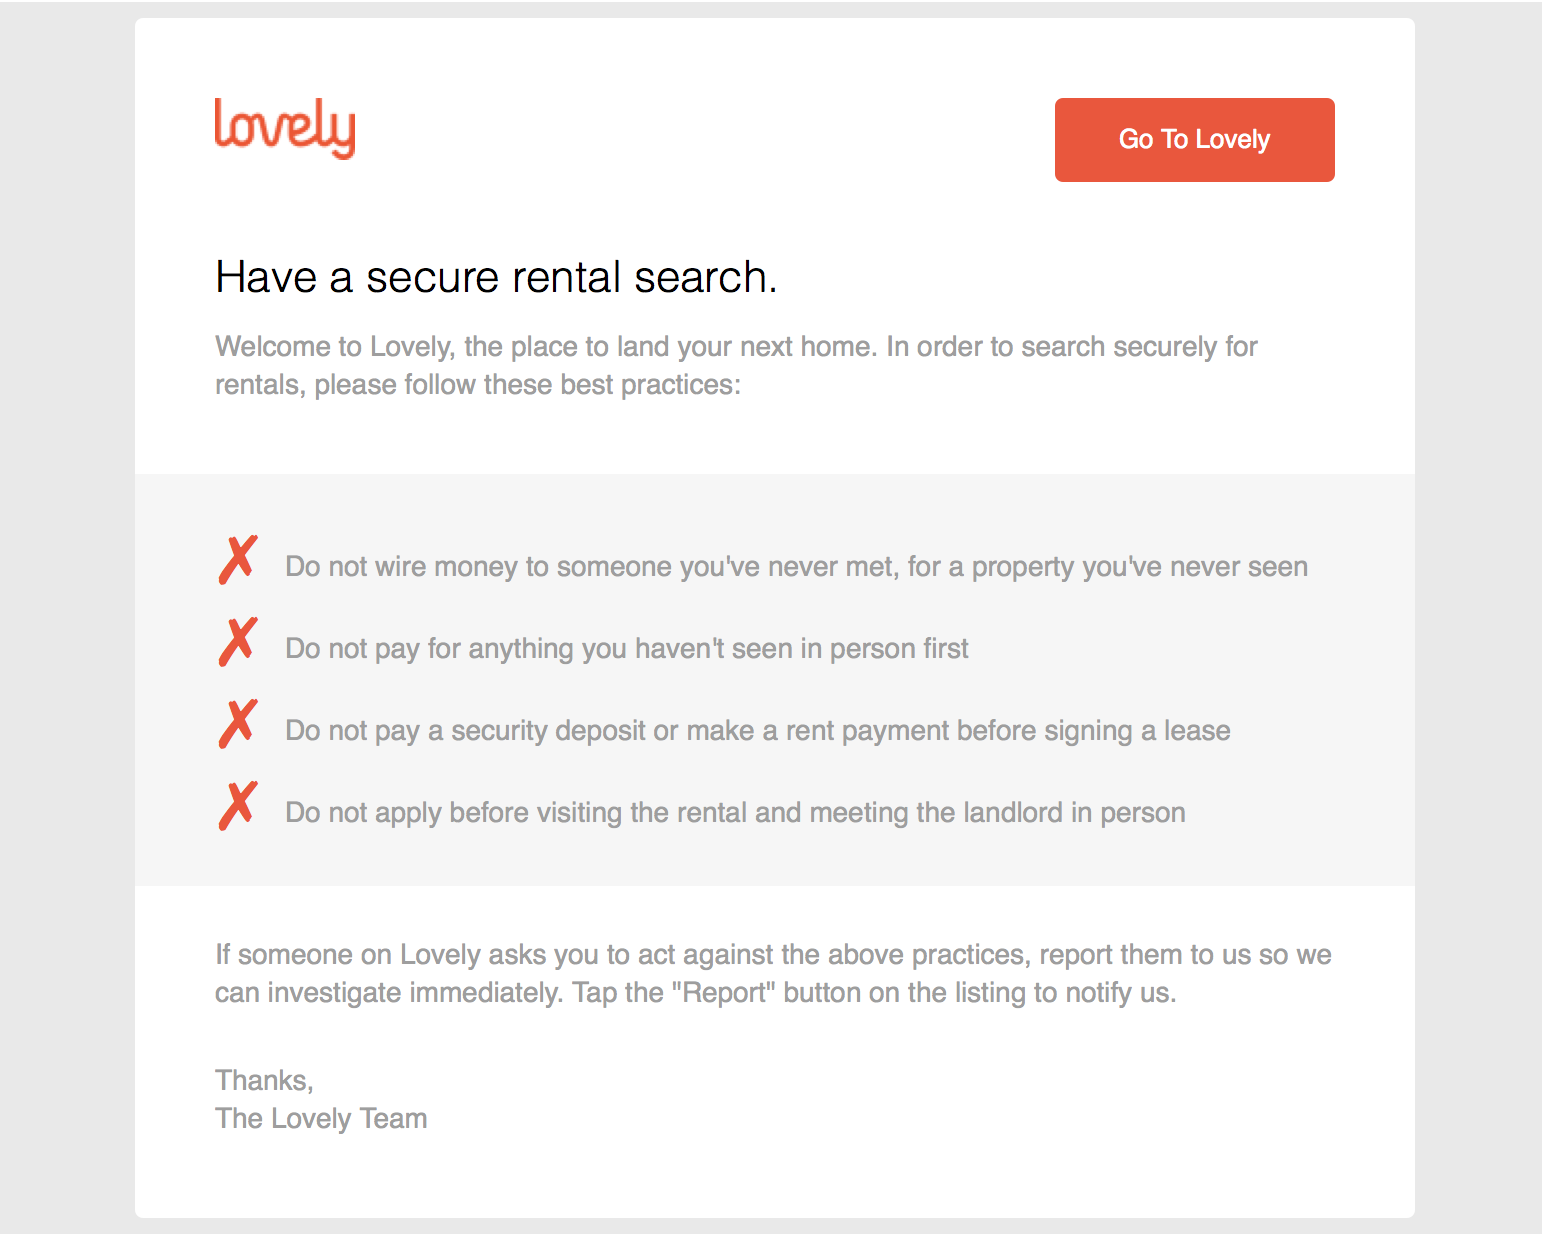 lovely
Go To Lovely
Have a secure rental search.
Welcome to Lovely, the place to land your next home. In order to search securely for
rentals, please follow these best practices:
✗ Do not wire money to someone you've never met, for a property you've never seen
✗ Do not pay for anything you haven't seen in person first
✗ Do not pay a security deposit or make a rent payment before signing a lease
✗ Do not apply before visiting the rental and meeting the landlord in person
If someone on Lovely asks you to act against the above practices, report them to us so we
can investigate immediately. Tap the "Report" button on the listing to notify us.
Thanks,
The Lovely Team